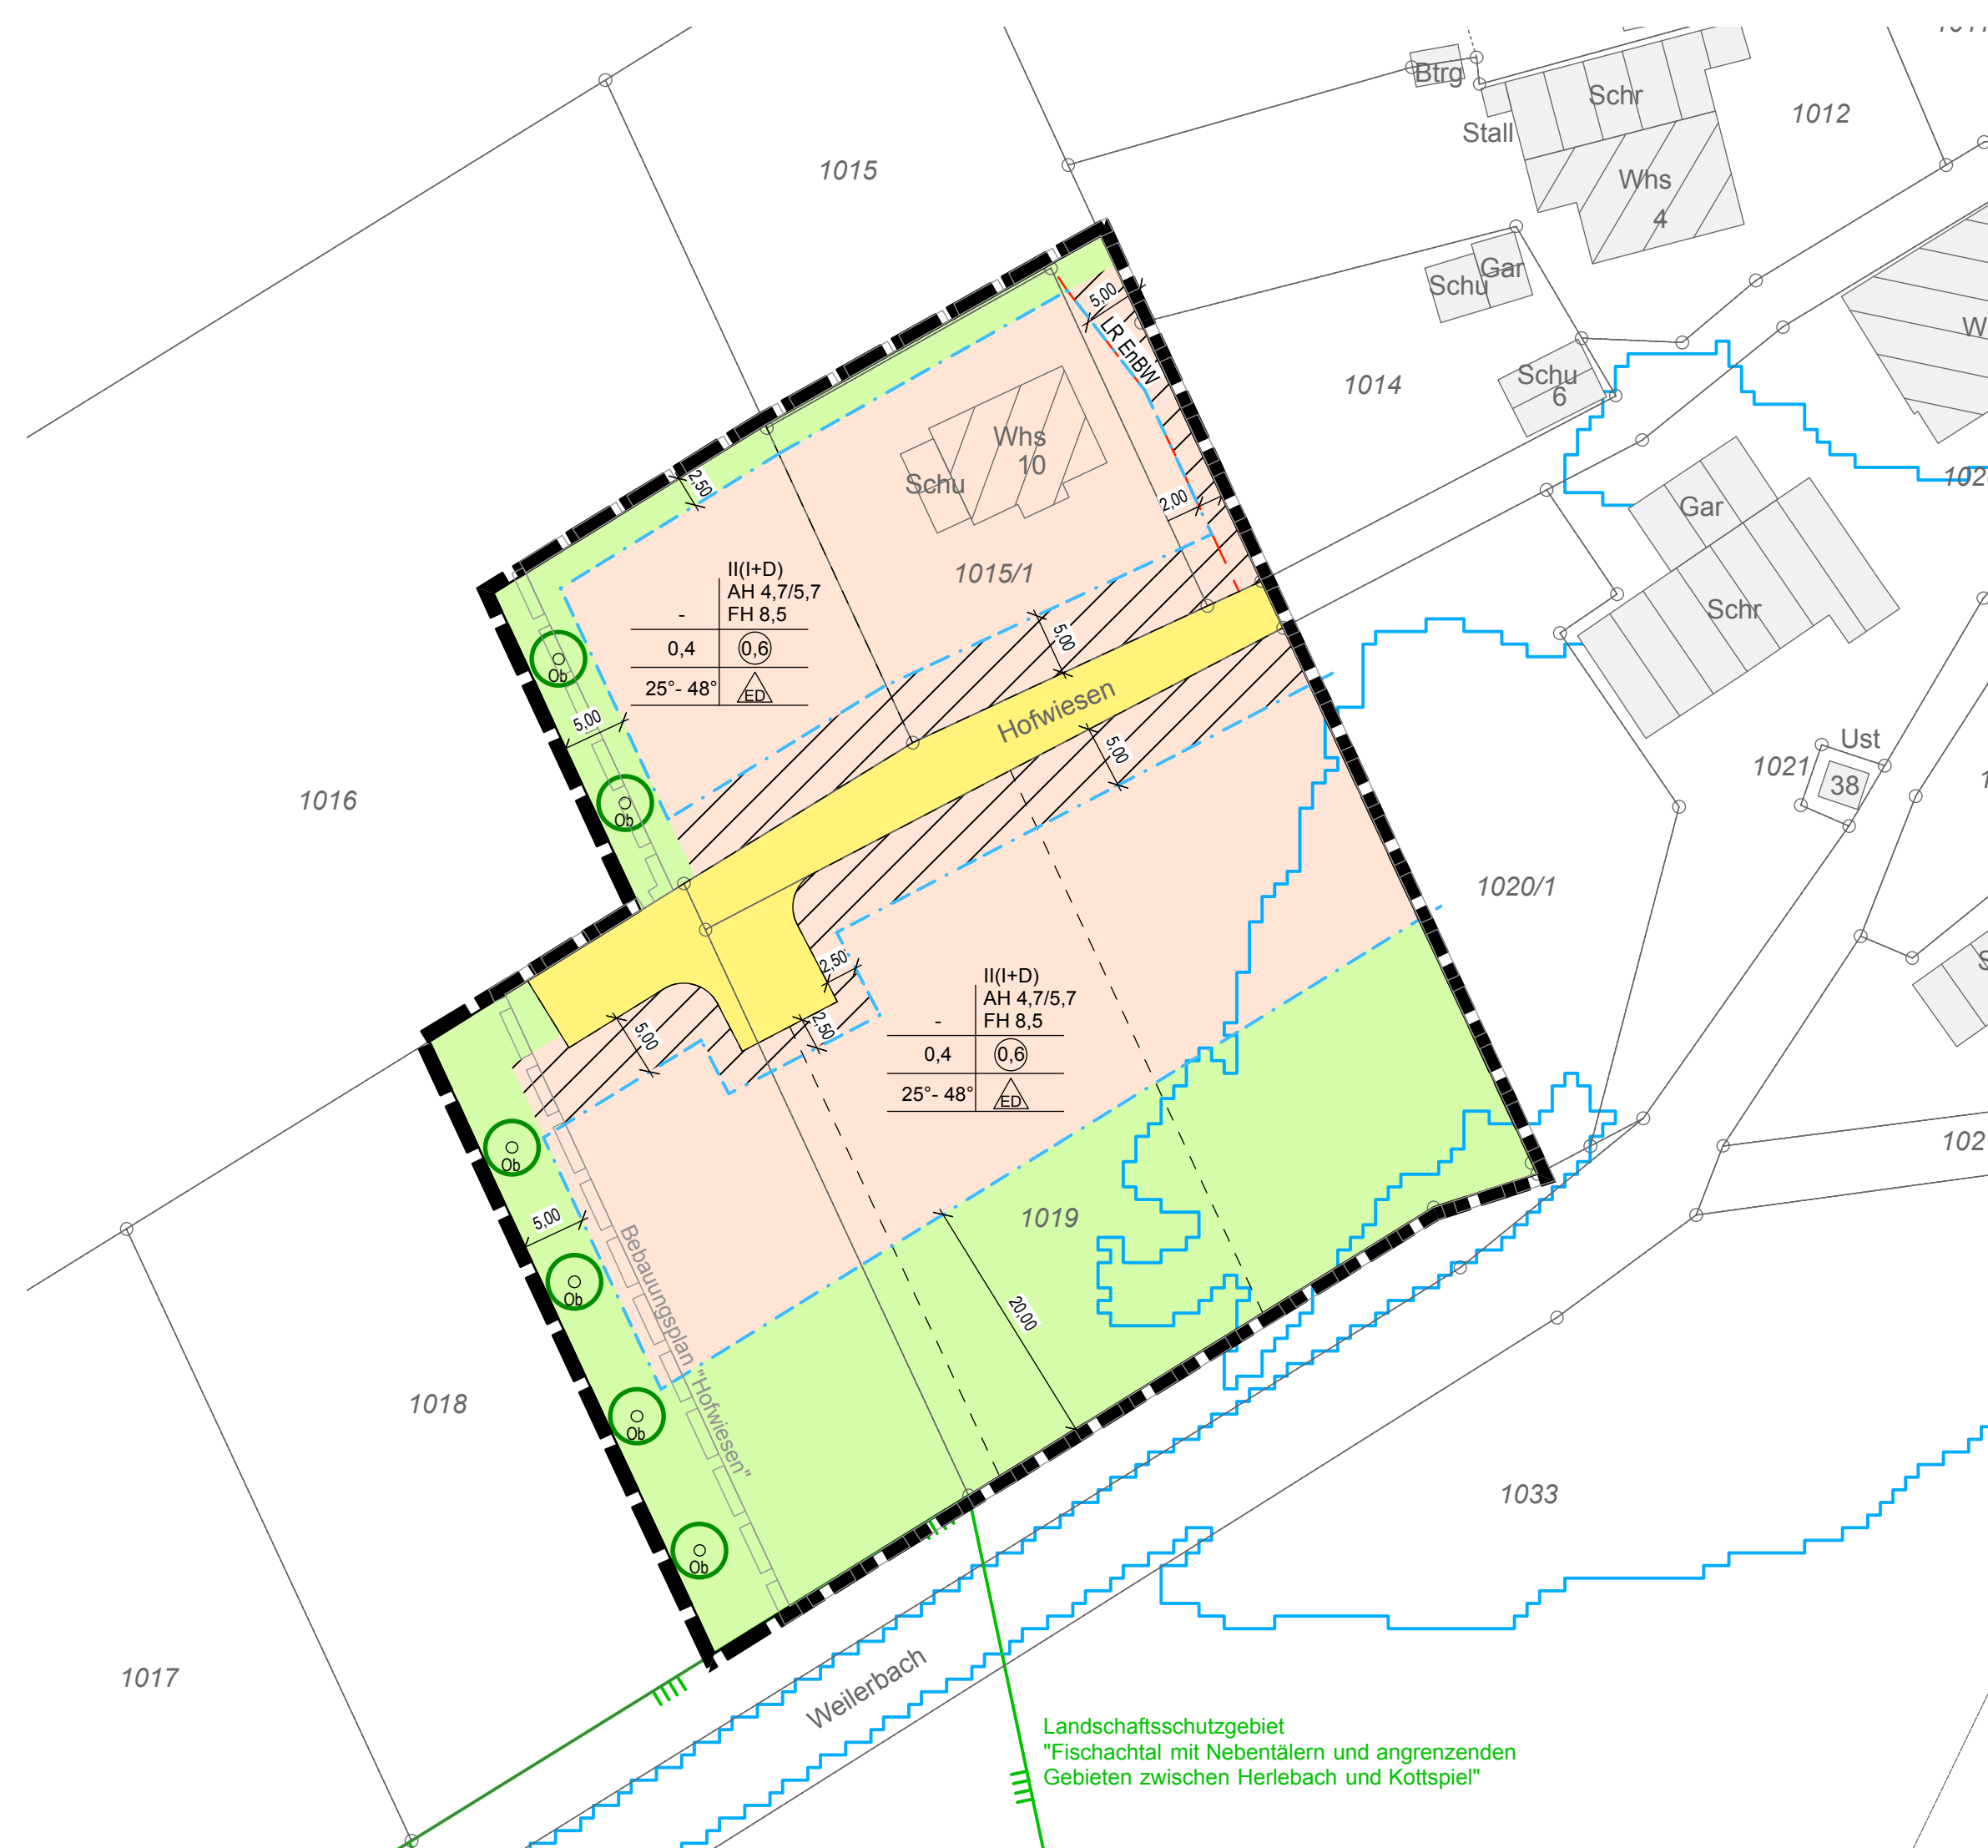 Btrg
Schr
Stall
1012
1015
Whs
4
Gar
Schu
5,00
LR EnBW
1014
Schu
6
Whs
10
Schu
2,50
2,00
Gar
1015/1
II(I+D)
AH 4,7/5,7
FH 8,5
-
0,4
0,6
25°- 48°
ED
Schr
5,00
Ob
Hofwiesen
5,00
5,00
Ust
1021
38
1016
Ob
1020/1
2,50
II(I+D)
AH 4,7/5,7
FH 8,5
-
0,4
0,6
25°- 48°
ED
5,00
2,50
Ob
5,00
1019
Ob
Bebauungsplan "Hofwiesen"
20,00
1018
Ob
1033
Ob
1017
Weilerbach
Landschaftsschutzgebiet
"Fischachtal mit Nebentälern und angrenzenden
Gebieten zwischen Herlebach und Kottspiel"